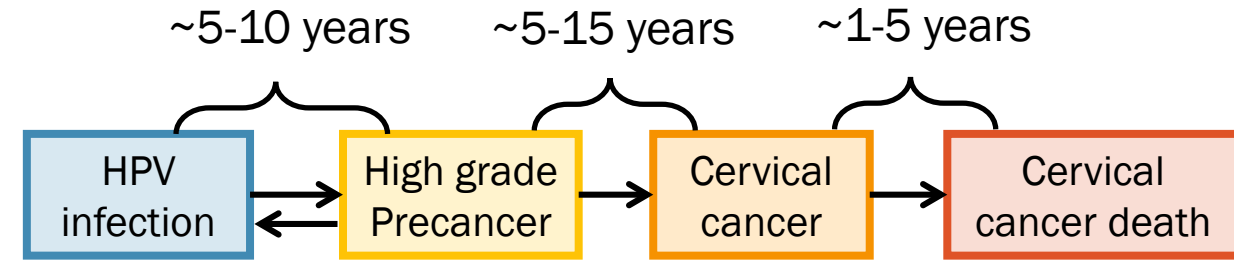 ~5-10 years
~5-15 years
~1-5 years
HPV
infection
High grade
Precancer
Cervical
cancer
Cervical
cancer death